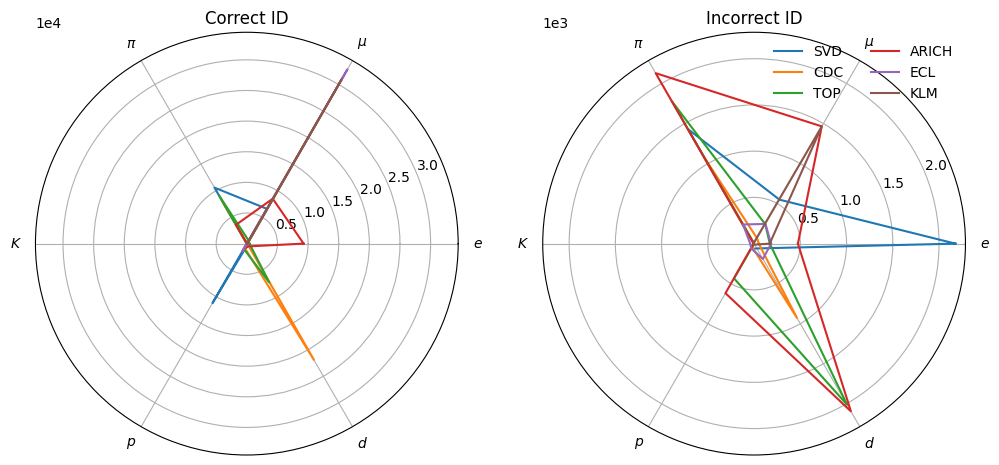 Correct ID
1e4
e
μ
π
K
p
d
0.5
1.0
1.5
2.0
2.5
3.0
Incorrect ID
1e3
e
μ
π
K
p
d
0.5
1.0
1.5
2.0
SVD
CDC
TOP
ARICH
ECL
KLM